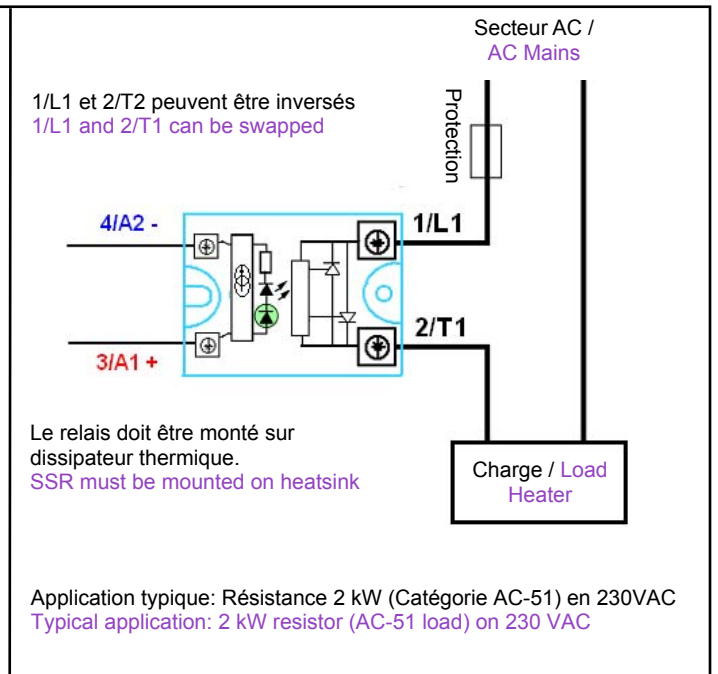 Secteur AC /
AC Mains
1/L1 et 2/T2 peuvent être inversés
1/L1 and 2/T1 can be swapped
Protection
4/A2 -
1/L1
2/T1
3/A1 +
Le relais doit être monté sur
dissipateur thermique.
SSR must be mounted on heatsink
Charge / Load
Heater
Application typique: Résistance 2 kW (Catégorie AC-51) en 230VAC
Typical application: 2 kW resistor (AC-51 load) on 230 VAC